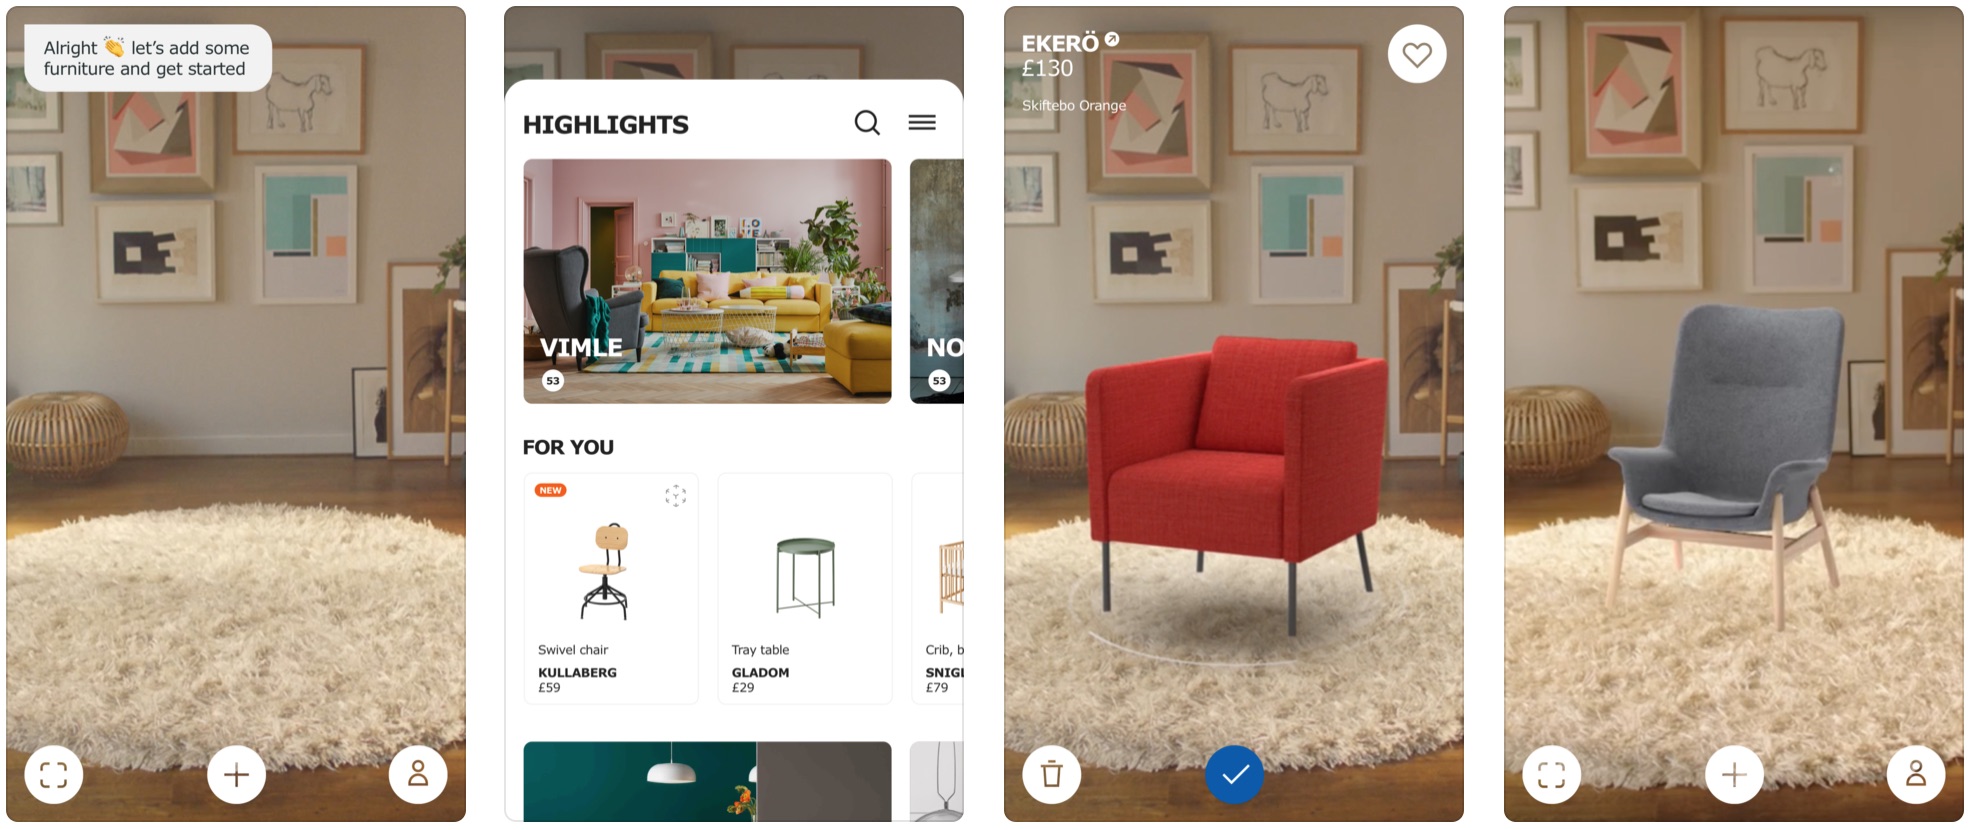 Alright 👏 let's add some
furniture and get started
HIGHLIGHTS
VIMLE
53
NO
53
FOR YOU
NEW
Swivel chair
KULLABERG
£59
Tray table
GLADOM
£29
Crib, b
SNIGL
£79
EKERÖ
£130
Skiftebo Orange